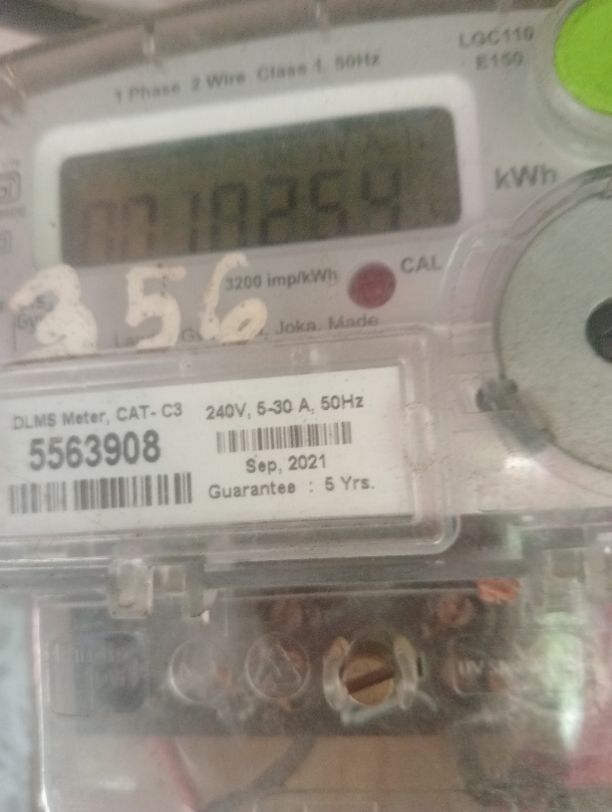 LGC110
E150
1 Phase 2 Wire Class 1, 50Hz
kWh
3200 imp/kWh
CAL
356
Joka. Made
DLMS Meter, CAT- C3
5563908
240V, 5-30 A, 50Hz
Sep, 2021
Guarantee : 5 Yrs.